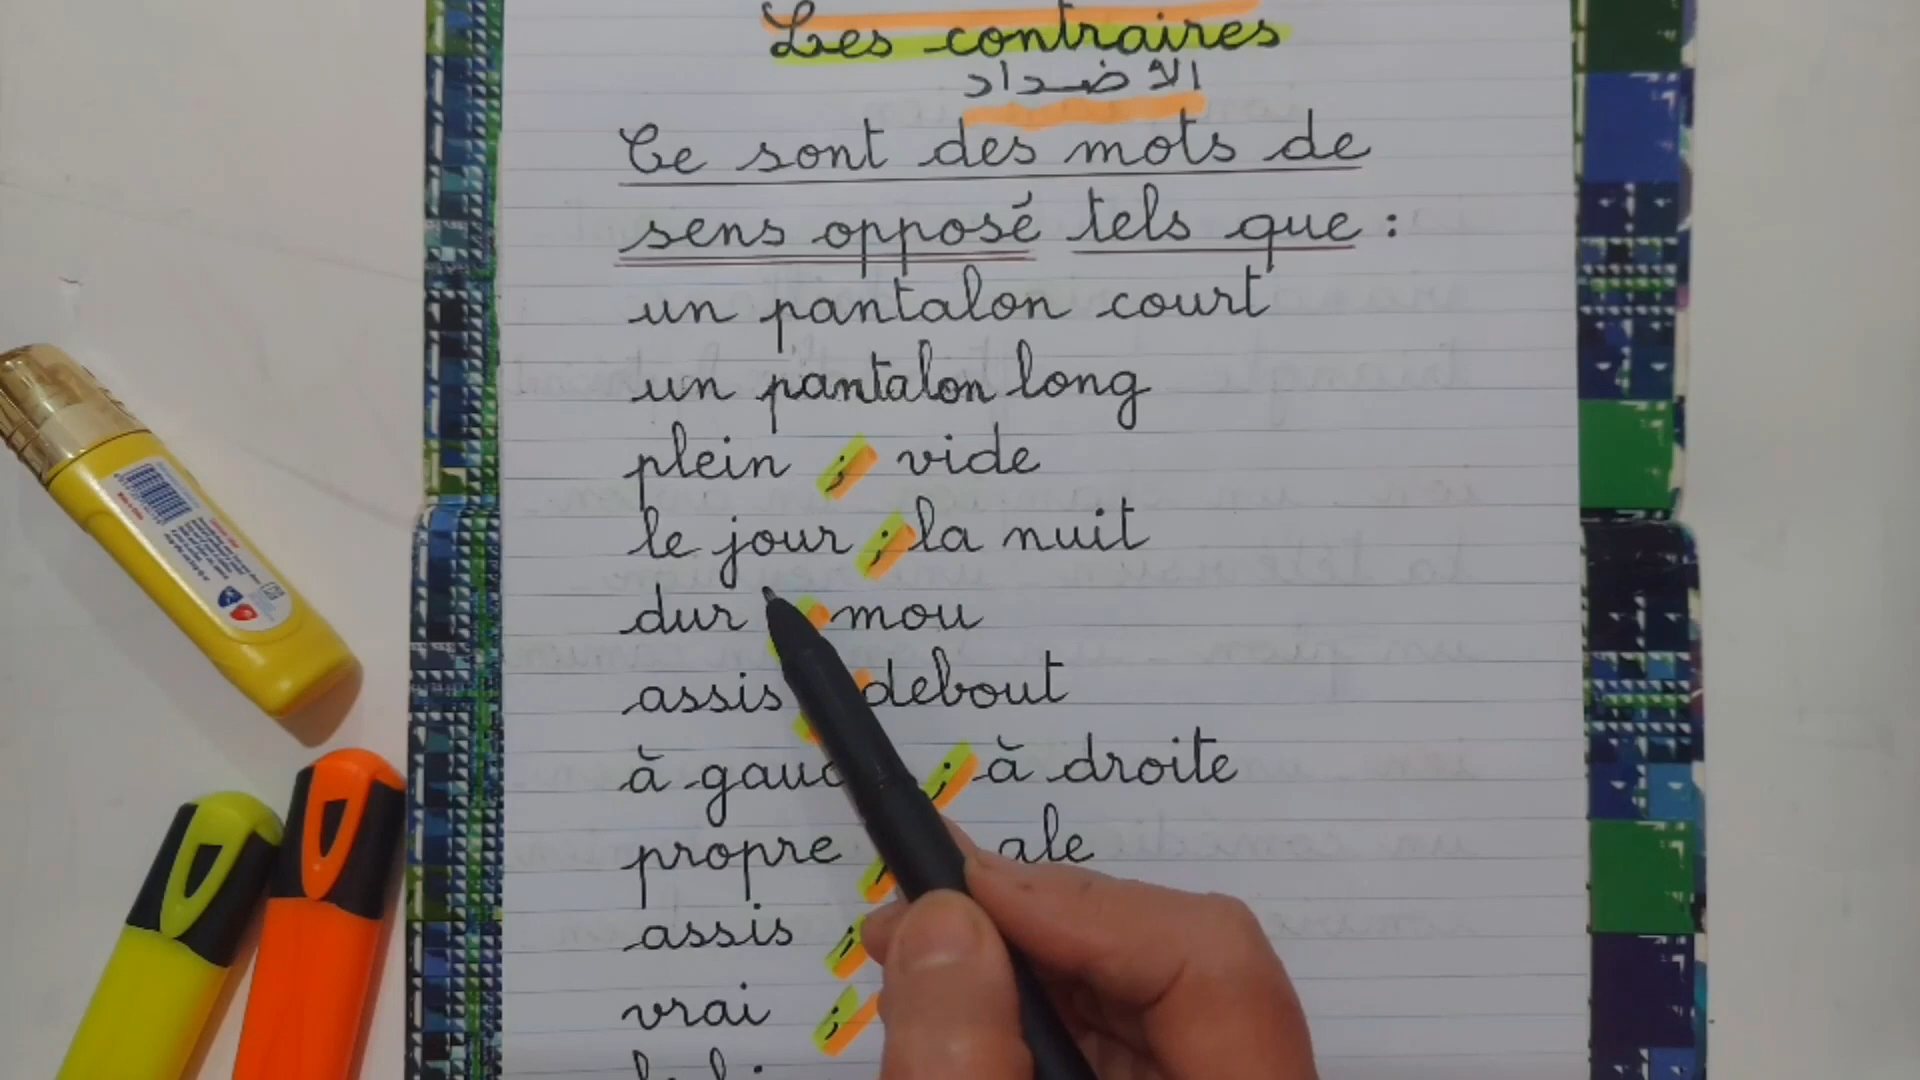 Les contraires
الاضداد
Ce sont des mots de
sens opposé tels que :
un pantalon court
un pantalon long
plein ; vide
le jour ; la nuit
dur mou
assis debout
à ; à droite
propre ;
assis ;
vrai ;